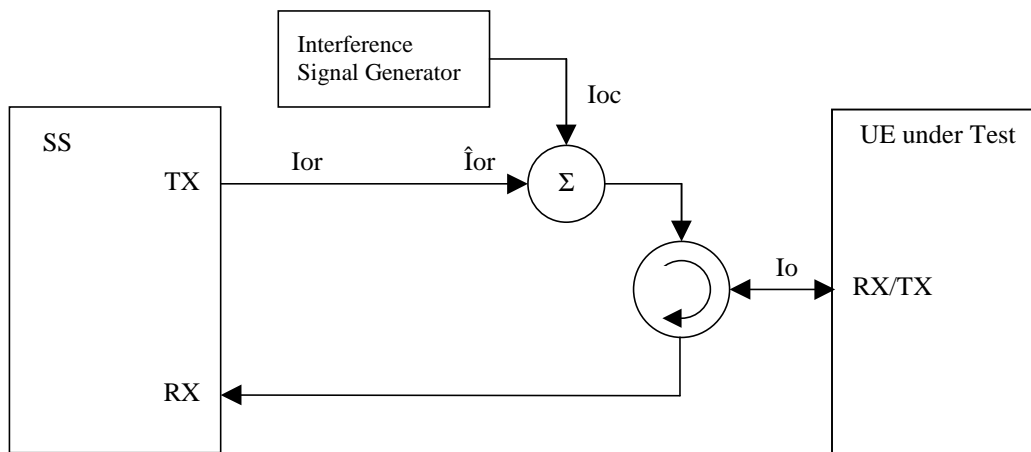 Interference
Signal Generator
Ioc
SS
UE under Test
TX
Ior
Îor
Σ
Io
RX/TX
RX